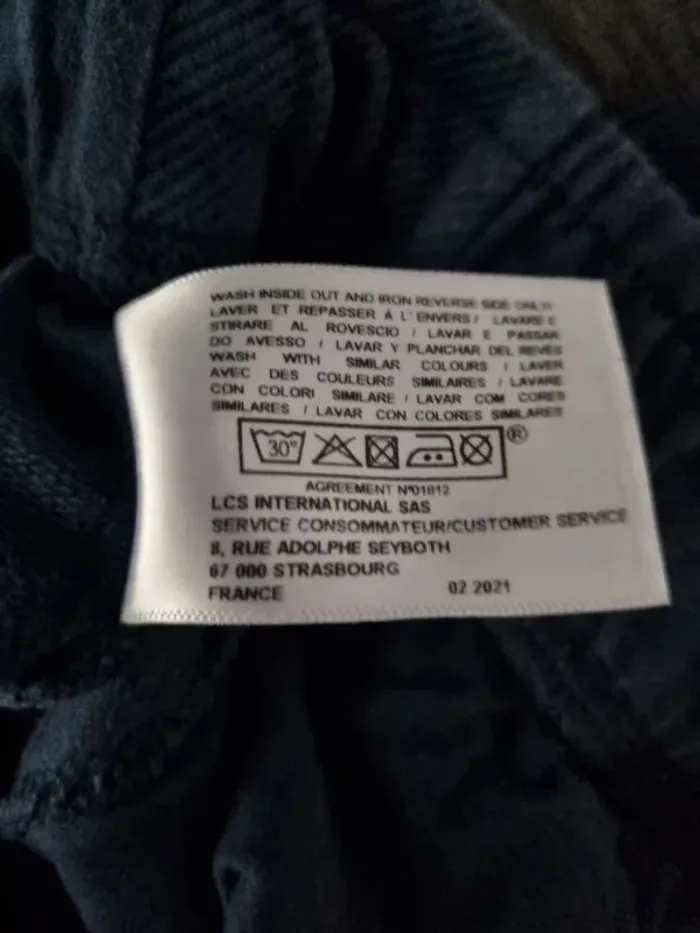 WASH INSIDE OUT AND IRON REVERSE SIDE ONLY/
LAVER ET REPASSER À L'ENVERS / LAVARE E
STIRARE AL ROVESCIO / LAVAR E PASSAR
DO AVESSO / LAVAR Y PLANCHAR DEL REVÉS
WASH WITH SIMILAR COLOURS / LAVER
AVEC DES COULEURS SIMILAIRES / LAVARE
CON COLORI SIMILARE / LAVAR COM CORES
SIMILARES / LAVAR CON COLORES SIMILARES
30° ®
AGREEMENT N°01812
LCS INTERNATIONAL SAS
SERVICE CONSOMMATEUR/CUSTOMER SERVICE
8, RUE ADOLPHE SEYBOTH
67 000 STRASBOURG
FRANCE 02 2021